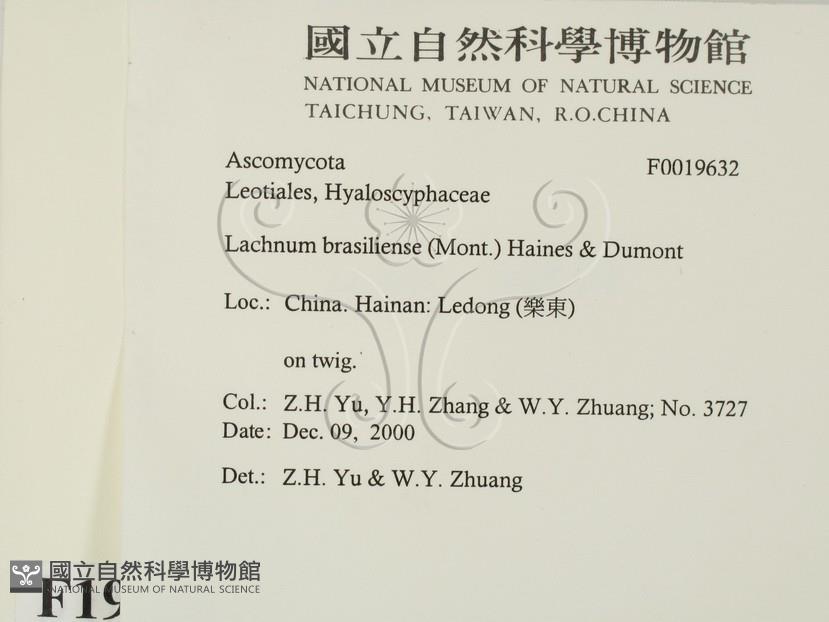 國立自然科學博物館
NATIONAL MUSEUM OF NATURAL SCIENCE
TAICHUNG, TAIWAN, R.O.CHINA
Ascomycota F0019632
Leotiales, Hyaloscyphaceae
Lachnum brasiliense (Mont.) Haines & Dumont
Loc.: China. Hainan: Ledong (樂東)
on twig.
Col.: Z.H. Yu, Y.H. Zhang & W.Y. Zhuang; No. 3727
Date: Dec. 09, 2000
Det.: Z.H. Yu & W.Y. Zhuang
國立自然科學博物館
NATIONAL MUSEUM OF NATURAL SCIENCE
F19